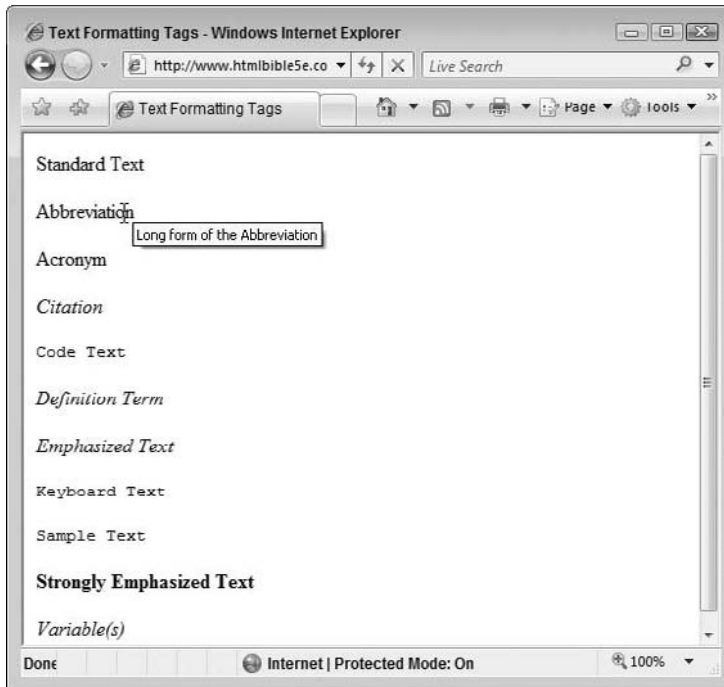 Text Formatting Tags - Windows Internet Explorer
http://www.htmlbible5e.co
Live Search
Text Formatting Tags
Page
Tools
Standard Text
Abbreviation
Long form of the Abbreviation
Acronym
Citation
Code Text
Definition Term
Emphasized Text
Keyboard Text
Sample Text
Strongly Emphasized Text
Variable(s)
Done
Internet | Protected Mode: On
100%